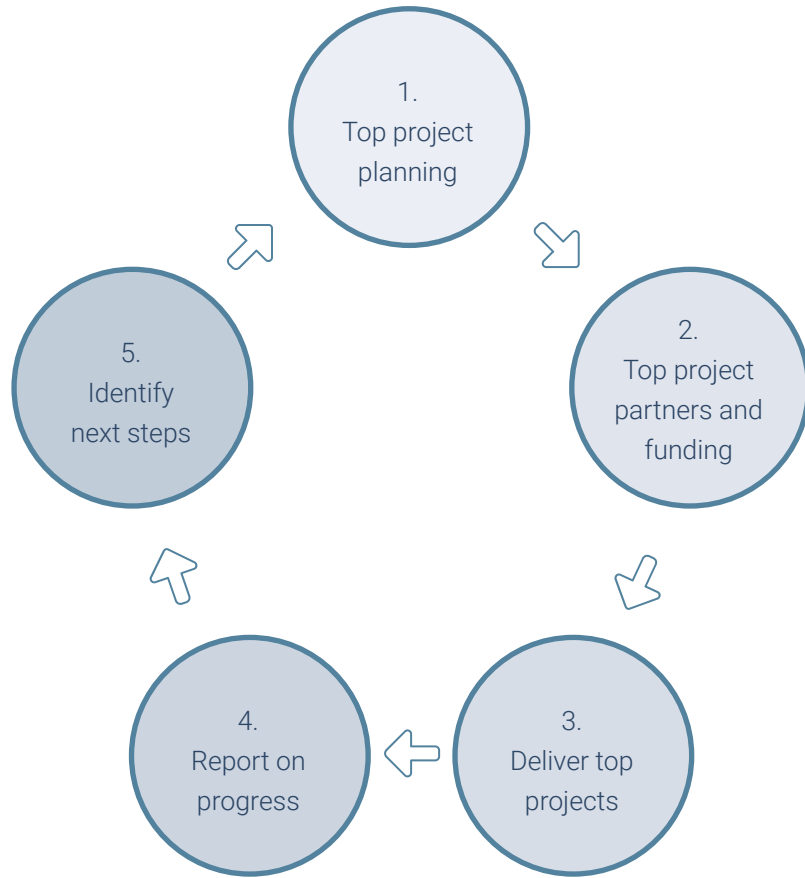 1.
Top project
planning
2.
Top project
partners and
funding
3.
Deliver top
projects
4.
Report on
progress
5.
Identify
next steps